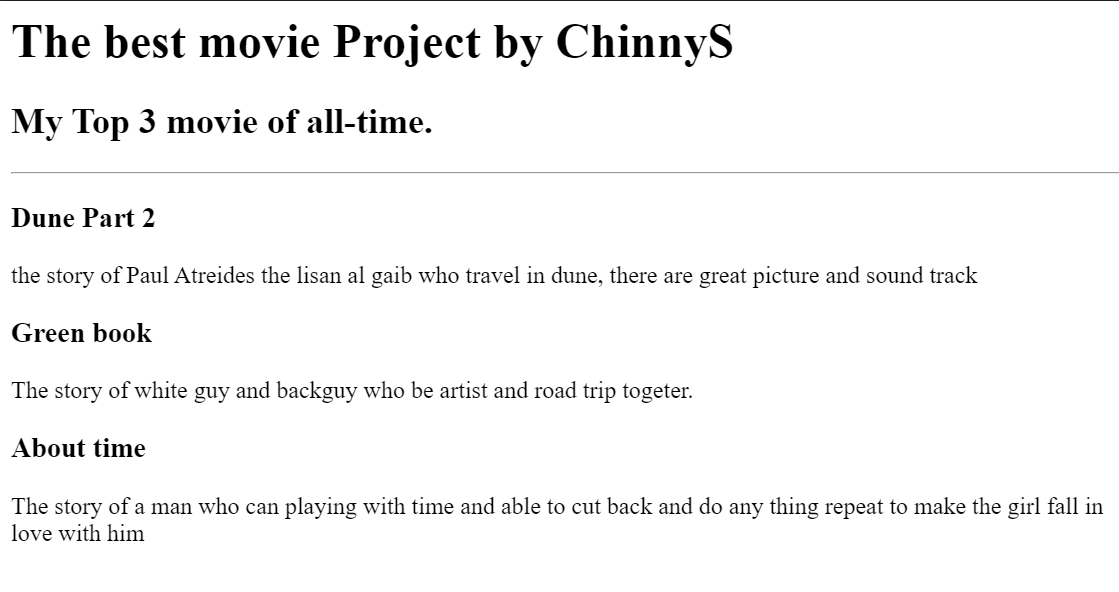 The best movie Project by ChinnyS
My Top 3 movie of all-time.
Dune Part 2
the story of Paul Atreides the lisan al gaib who travel in dune, there are great picture and sound track
Green book
The story of white guy and backguy who be artist and road trip togeter.
About time
The story of a man who can playing with time and able to cut back and do any thing repeat to make the girl fall in
love with him